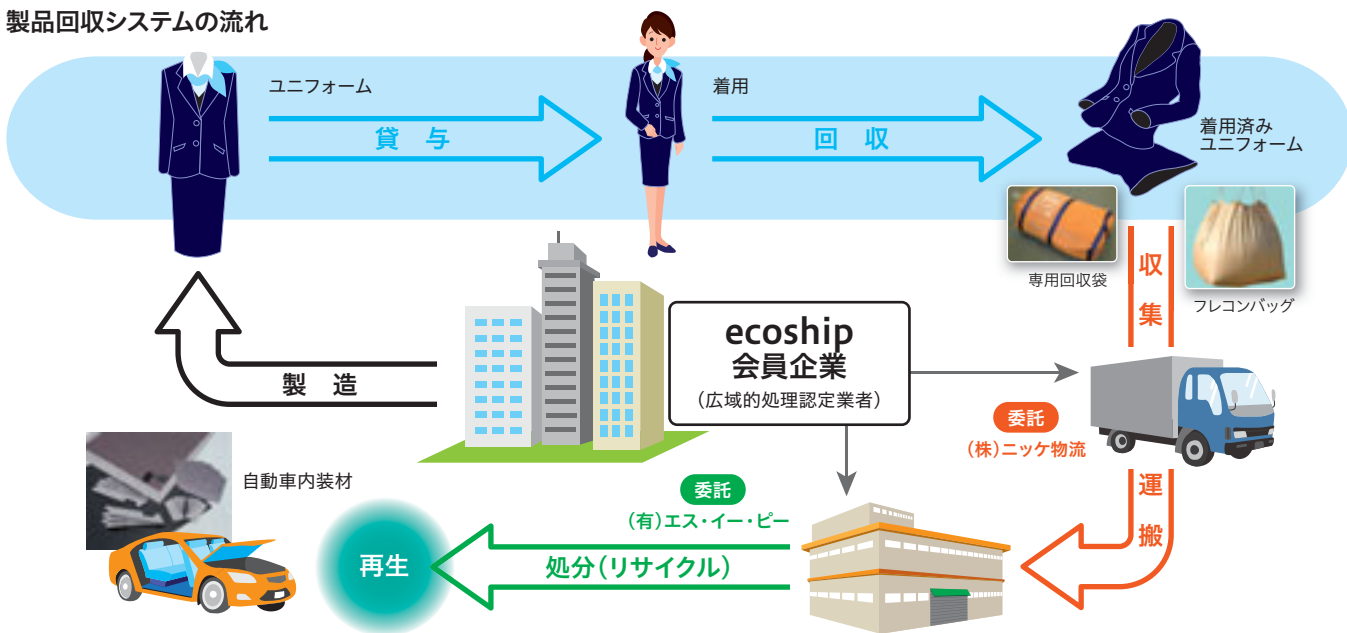 製品回収システムの流れ
ユニフォーム
貸与
着用
回収
着用済み
ユニフォーム
専用回収袋
フレコンバッグ
収集
製造
ecoship
会員企業
（広域的処理認定業者）
委託
（株）ニッケ物流
運搬
委託
（有）エス・イー・ピー
処分（リサイクル）
再生
自動車内装材